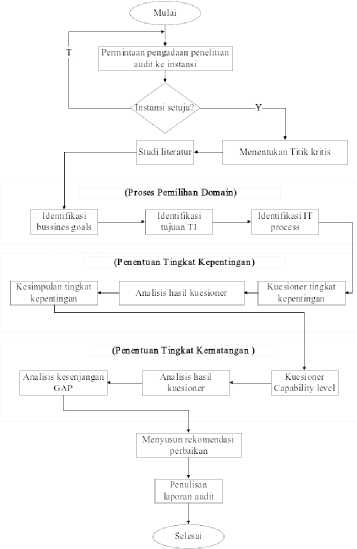 Mulai
T
Permintuan pengadaan penelitian
audit ke instansi
Instansi setuju?
Y
Studi literatur
Menentukan Titik kritis
(Proses Pemilihan Domain)
Identifikasi
bussines goals
Identifikasi
tujuan TI
Identifikasi IT
process
(Penentuan Tingkat Kepentingan)
Kesimpulan tingkat
kepentingan
Analisis hasil kuesioner
Kuesioner tingkat
kepentingan
(Penentuan Tingkat Kematangan )
Analisis kesenjangan
GAP
Analisis hasil
kuesioner
Kuesioner
Capability level
Menyusun rekomendasi
perbaikan
Penulisan
laporan audit
Selesai